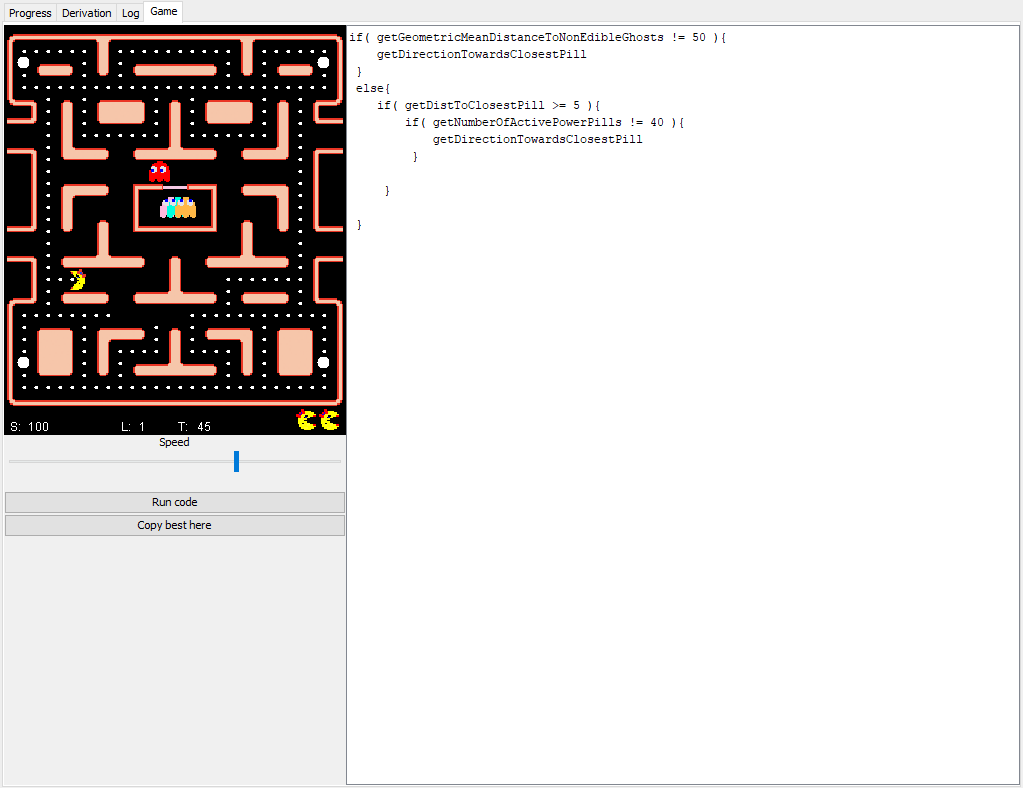 Progress Derivation Log Game
if( getGeometricMeanDistanceToNonEdibleGhosts != 50 ){
getDirectionTowardsClosestPill
}
else{
if( getDistToClosestPill >= 5 ){
if( getNumberOfActivePowerPills != 40 ){
getDirectionTowardsClosestPill
}
}
}
S: 100 L: 1 T: 45
Speed
Run code
Copy best here